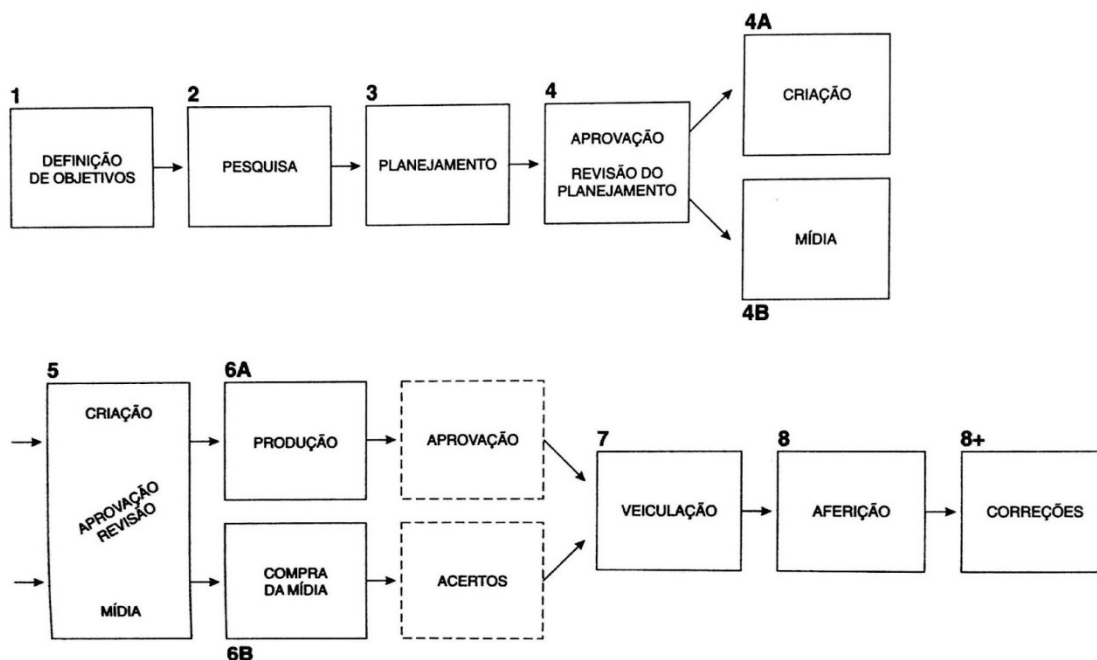 1
DEFINIÇÃO
DE OBJETIVOS
2
PESQUISA
3
PLANEJAMENTO
4
APROVAÇÃO
REVISÃO DO
PLANEJAMENTO
4A
CRIAÇÃO
MÍDIA
4B
5
CRIAÇÃO
APROVAÇÃO
REVISÃO
MÍDIA
6A
PRODUÇÃO
APROVAÇÃO
COMPRA
DA MÍDIA
6B
ACERTOS
7
VEICULAÇÃO
8
AFERIÇÃO
8+
CORREÇÕES